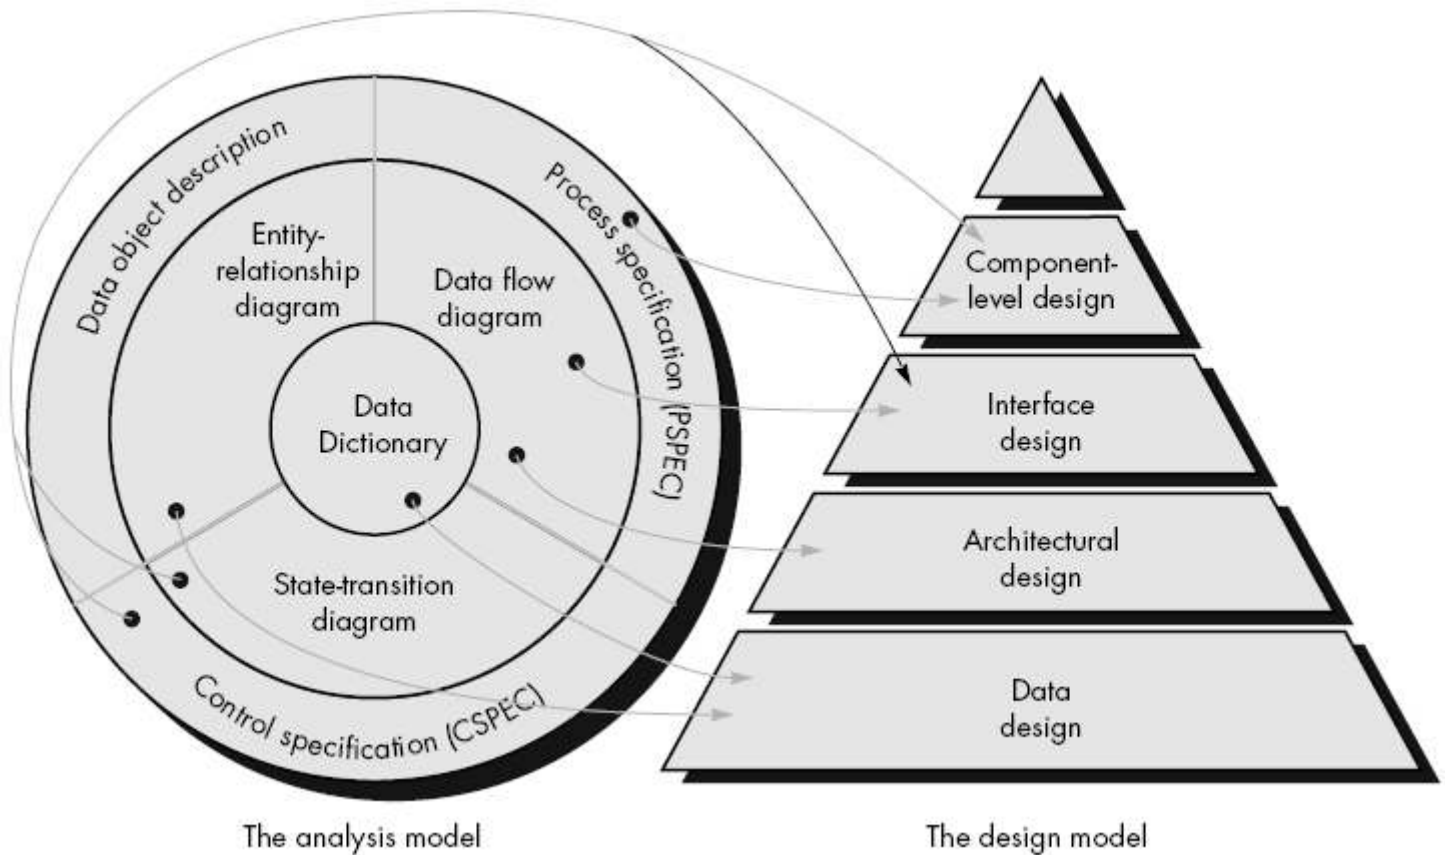 Data object description
Process specification (PSPEC)
Entity-
relationship
diagram
Data flow
diagram
Data
Dictionary
State-transition
diagram
Control specification (CSPEC)
The analysis model
Component-
level design
Interface
design
Architectural
design
Data
design
The design model